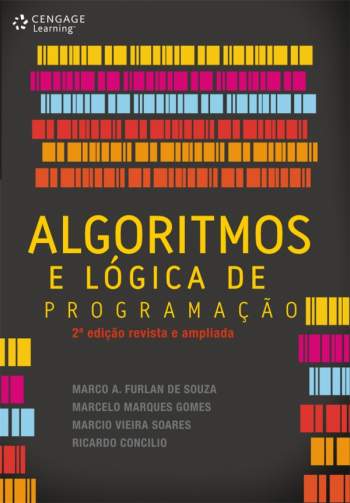 CENGAGE
Learning™
ALGORITMOS
E LÓGICA DE
PROGRAMAÇÃO
2ª edição revista e ampliada
MARCO A. FURLAN DE SOUZA
MARCELO MARQUES GOMES
MARCIO VIEIRA SOARES
RICARDO CONCILIO